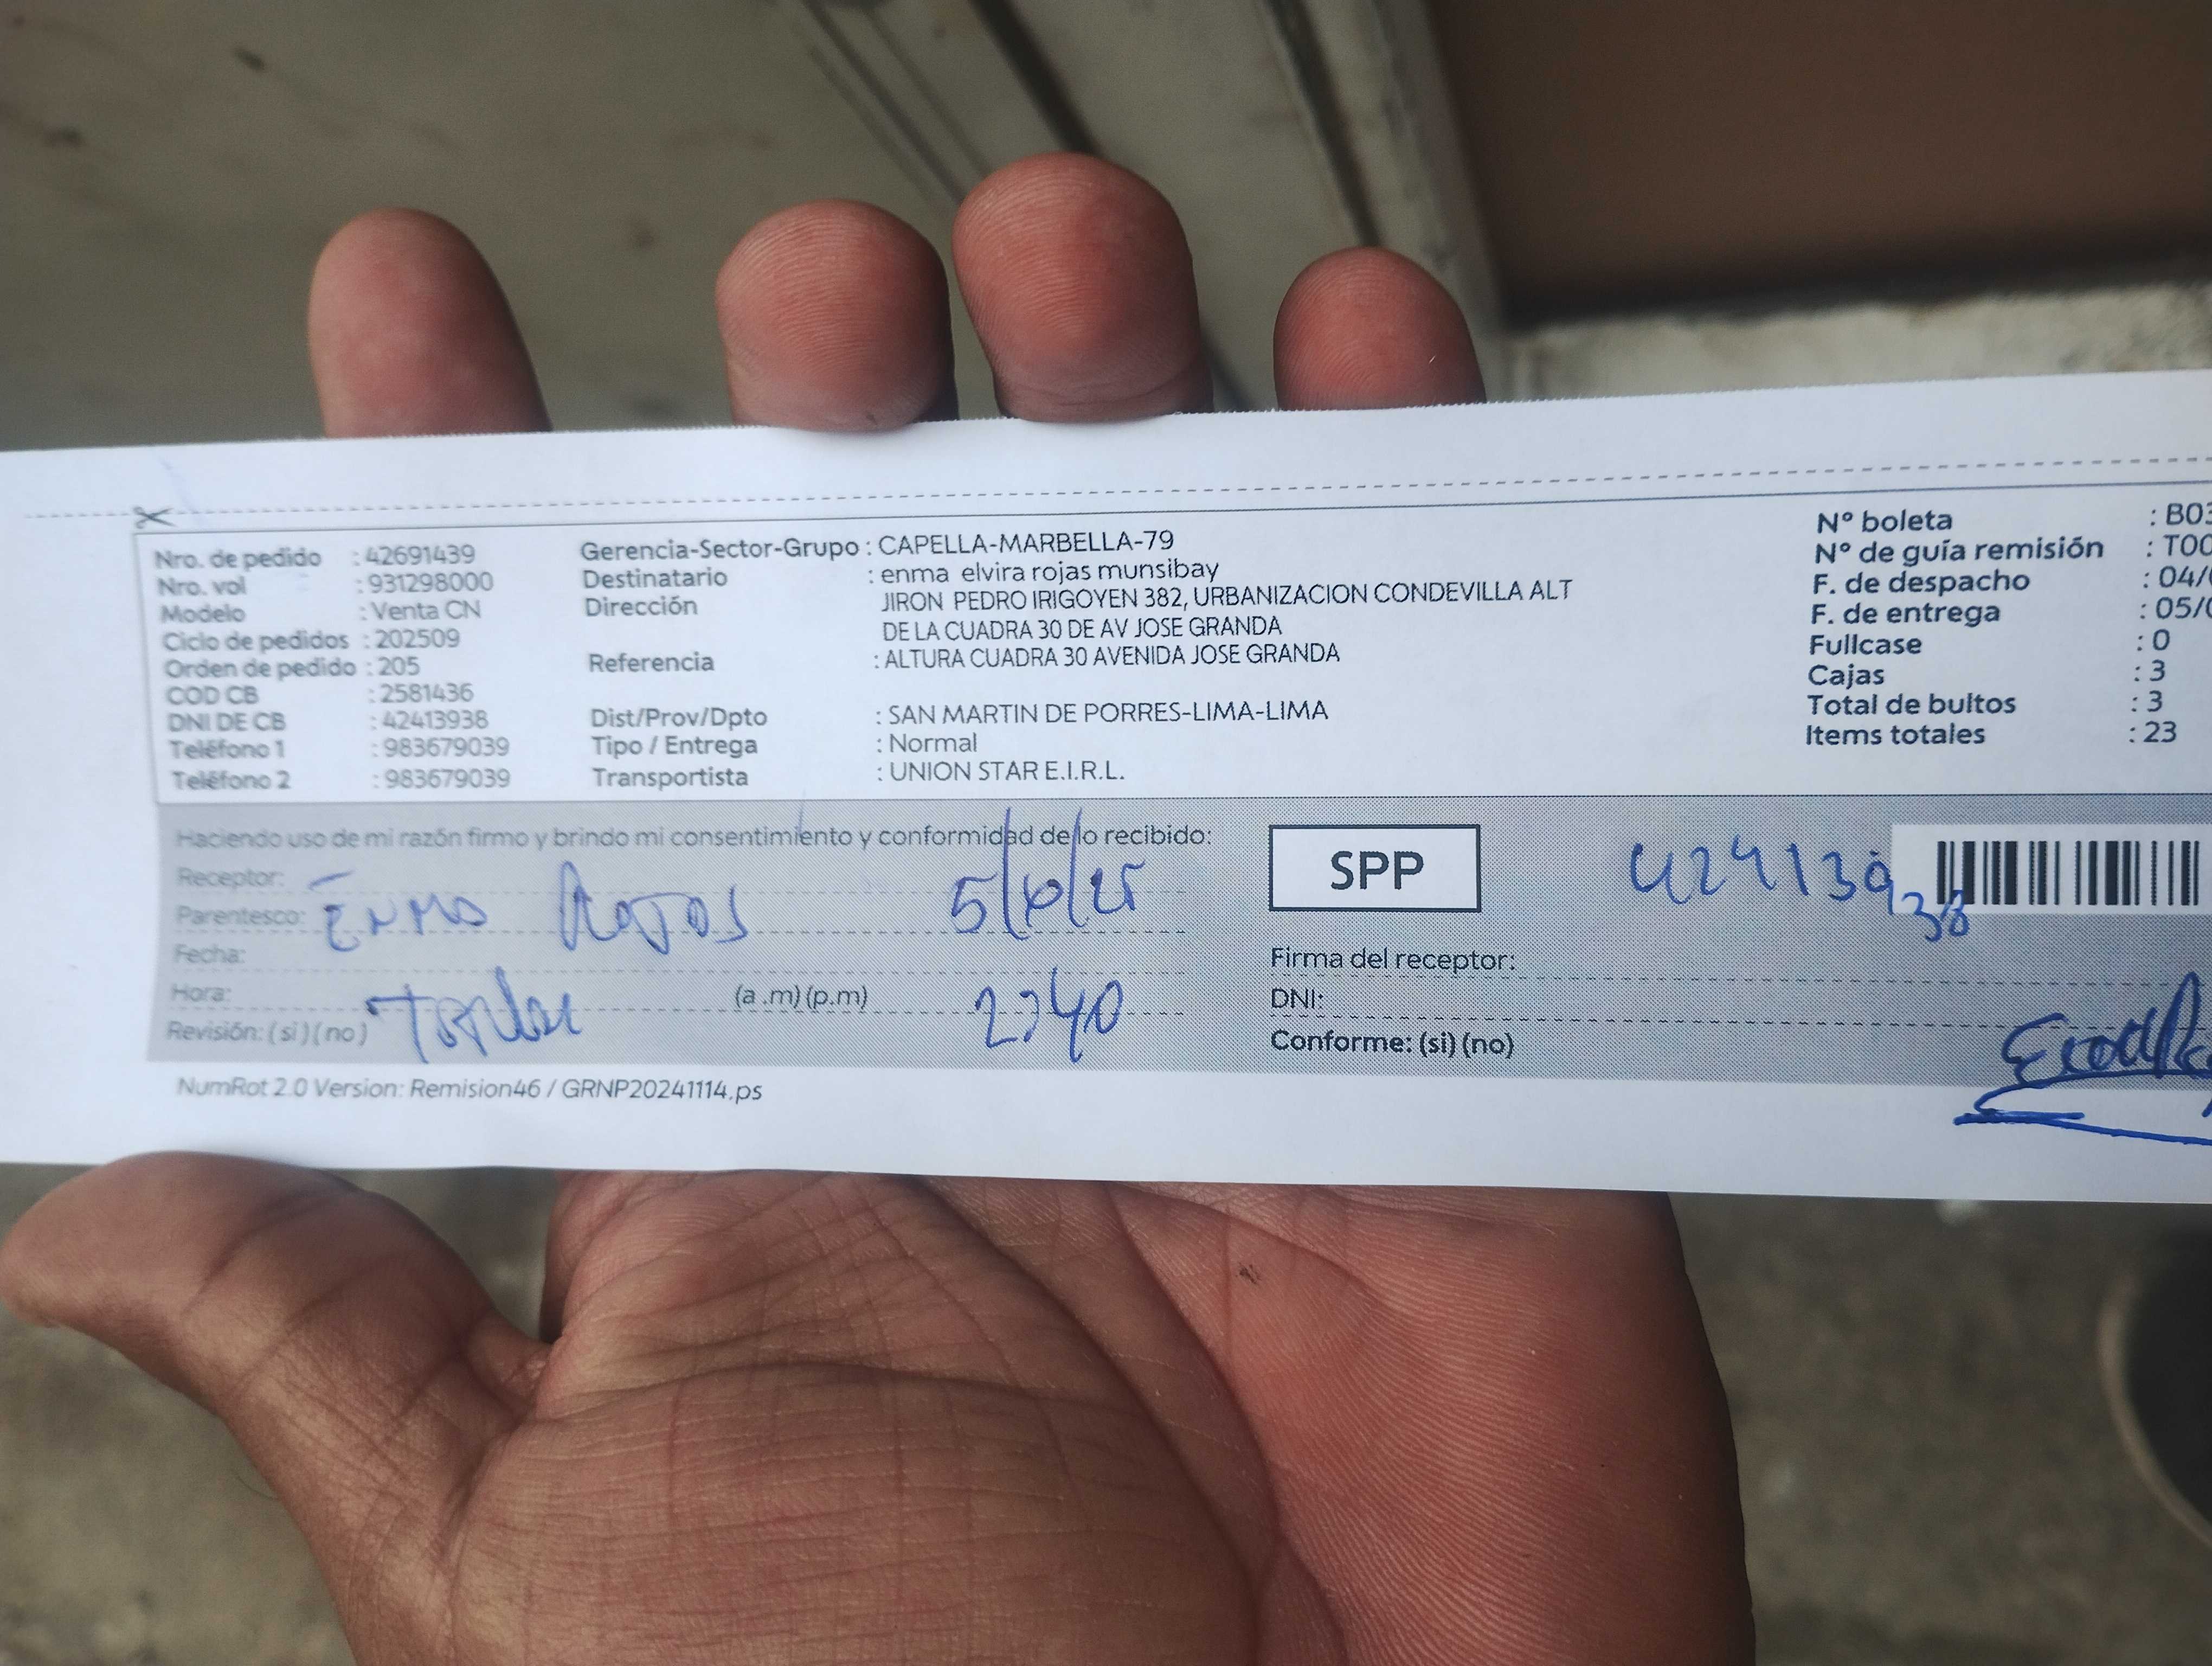 Nro. de pedido : 42691439
Nro. vol : 931298000
Modelo : Venta CN
Ciclo de pedidos : 202509
Orden de pedido : 205
COD CB : 2581436
DNI DE CB : 42413938
Teléfono 1 : 983679039
Teléfono 2 : 983679039
Gerencia-Sector-Grupo : CAPELLA-MARBELLA-79
Destinatario : enma elvira rojas munsibay
Dirección JIRON PEDRO IRIGOYEN 382, URBANIZACION CONDEVILLA ALT
DE LA CUADRA 30 DE AV JOSE GRANDA
Referencia : ALTURA CUADRA 30 AVENIDA JOSE GRANDA
Dist/Prov/Dpto : SAN MARTIN DE PORRES-LIMA-LIMA
Tipo / Entrega : Normal
Transportista : UNION STAR E.I.R.L.
Nº boleta : B03
Nº de guía remisión : T00
F. de despacho : 04/
F. de entrega : 05/
Fullcase : 0
Cajas : 3
Total de bultos : 3
Items totales : 23
Haciendo uso de mi razón firmo y brindo mi consentimiento y conformidad de lo recibido:
Receptor:
Parentesco: Enma Rojas
Fecha:
Hora: (a .m) (p.m)
Revisión: ( si ) ( no )
SPP
Firma del receptor:
DNI:
Conforme: (si) (no)
NumRot 2.0 Version: Remision46 / GRNP20241114.ps